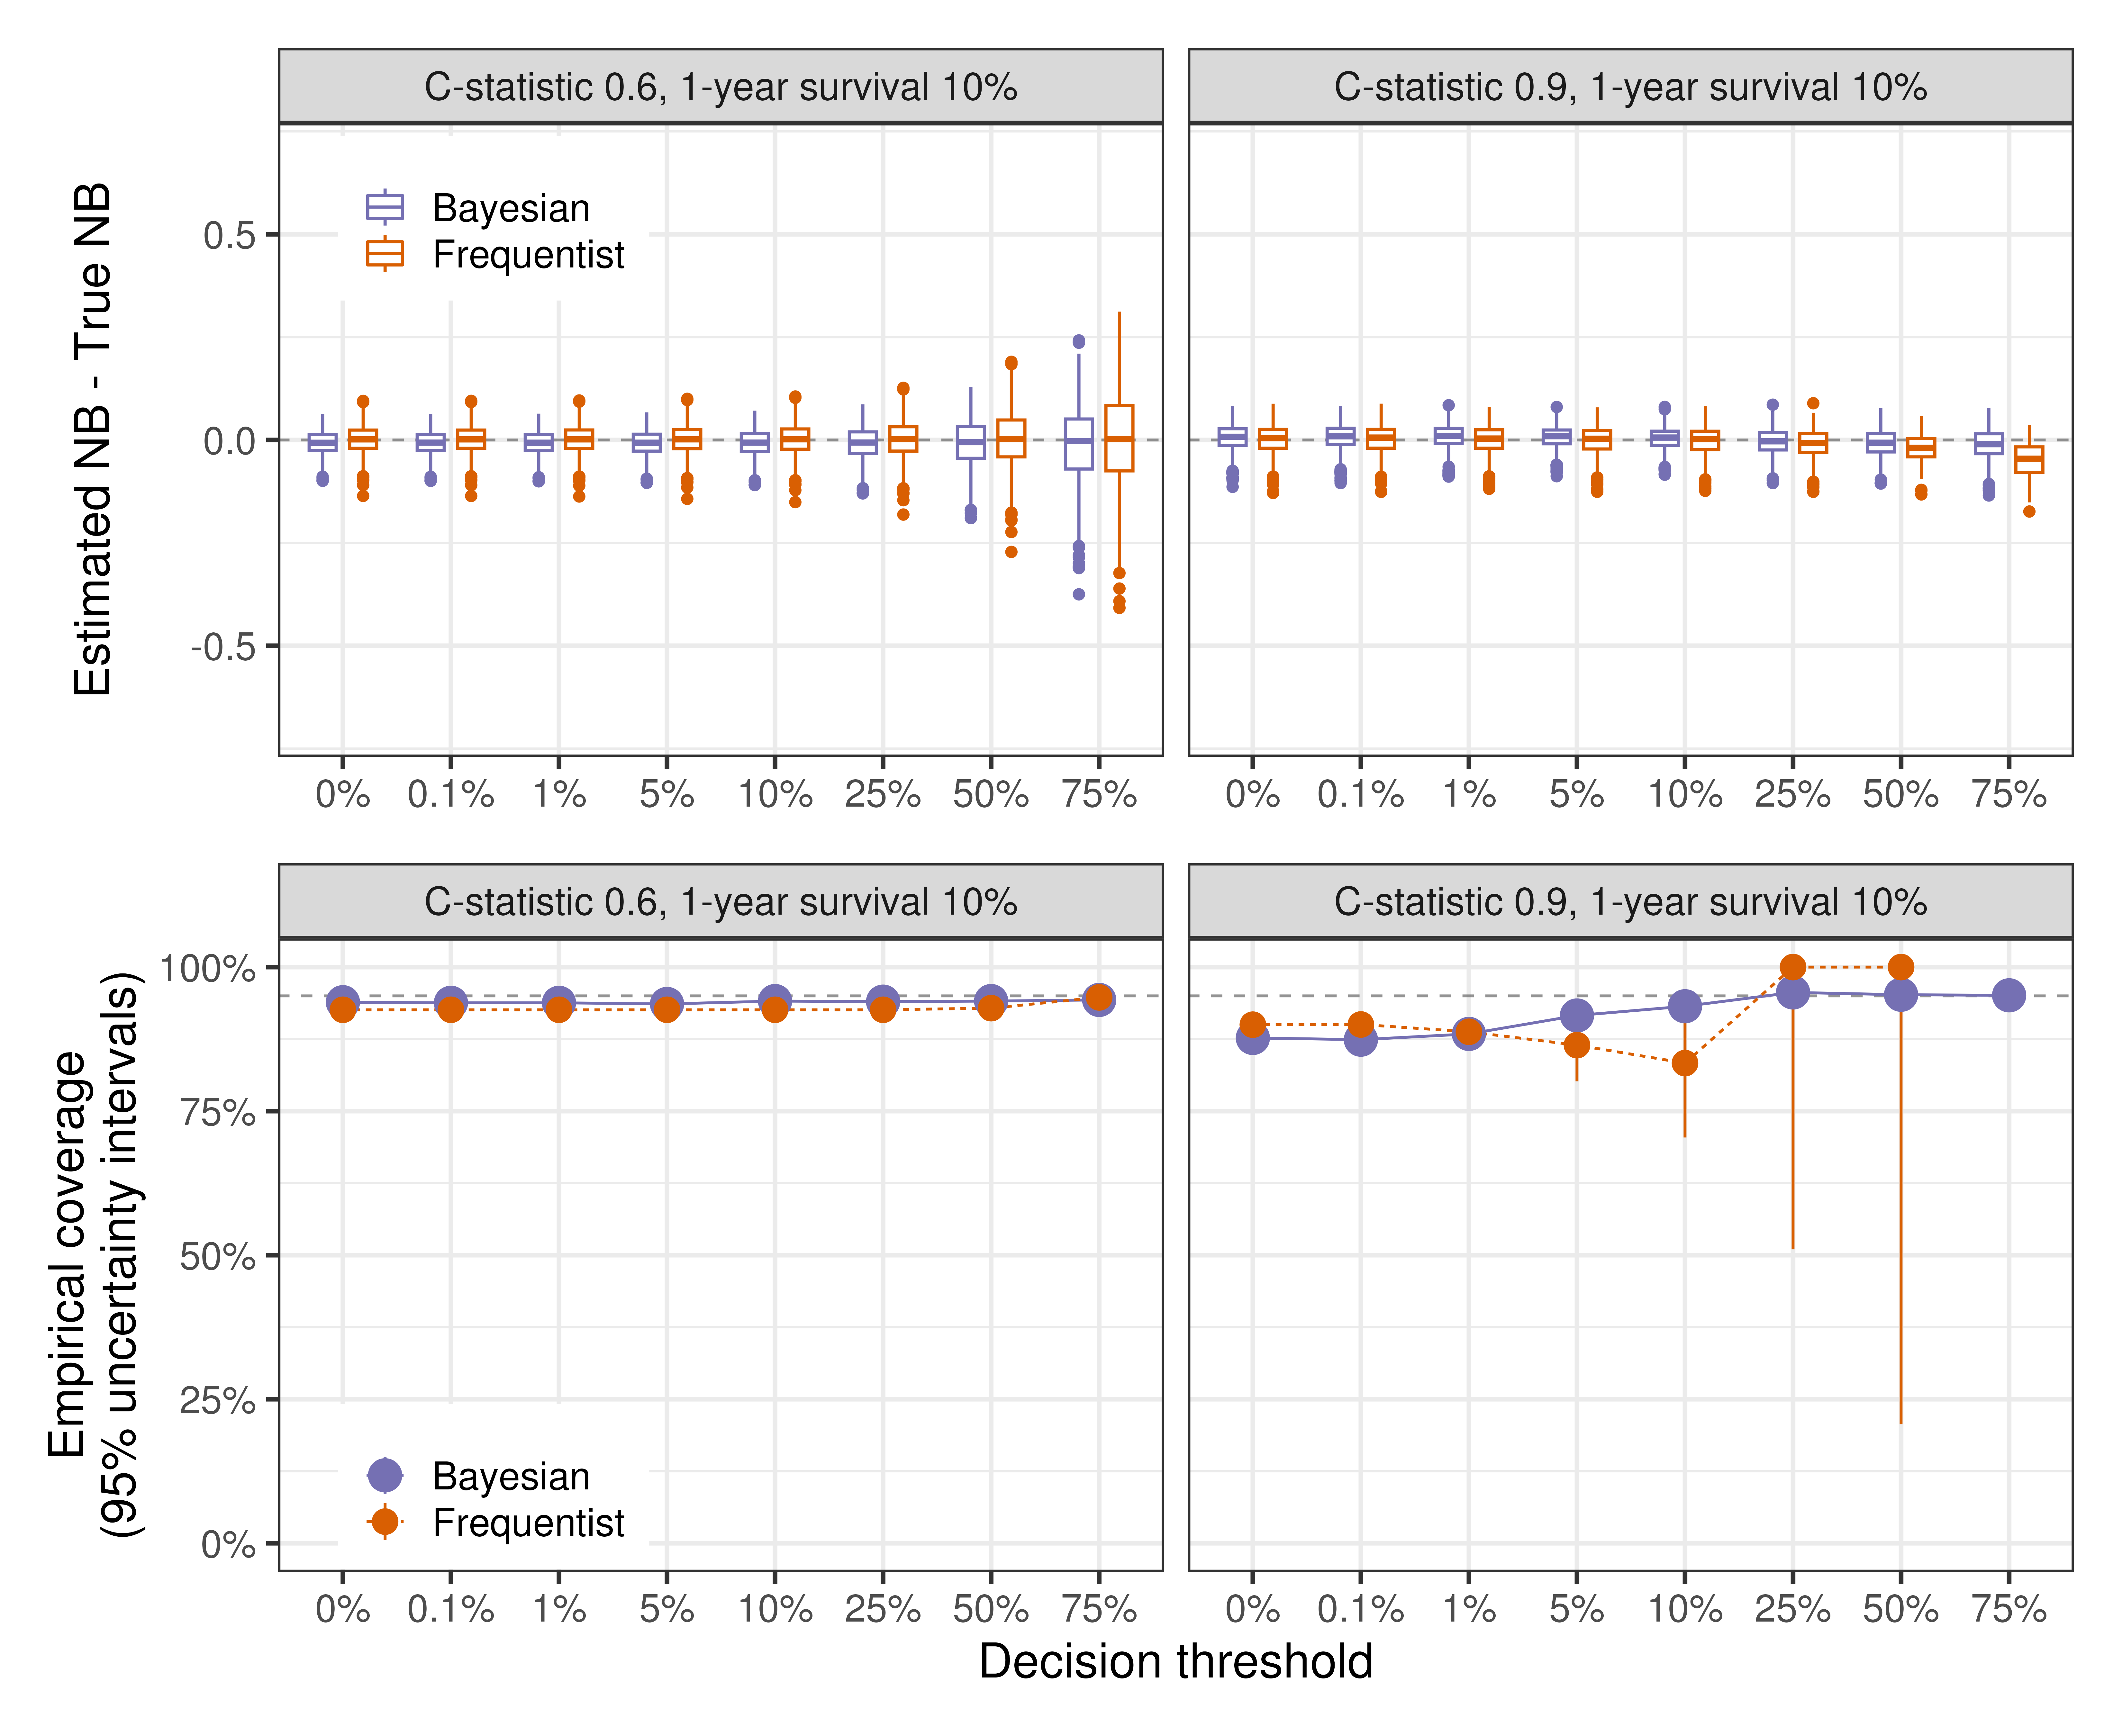 C-statistic 0.6, 1-year survival 10%
C-statistic 0.9, 1-year survival 10%
Estimated NB - True NB
0.5
0.0
-0.5
Bayesian
Frequentist
0% 0.1% 1% 5% 10% 25% 50% 75%
0% 0.1% 1% 5% 10% 25% 50% 75%
C-statistic 0.6, 1-year survival 10%
C-statistic 0.9, 1-year survival 10%
Empirical coverage
(95% uncertainty intervals)
100%
75%
50%
25%
0%
Bayesian
Frequentist
0% 0.1% 1% 5% 10% 25% 50% 75%
0% 0.1% 1% 5% 10% 25% 50% 75%
Decision threshold